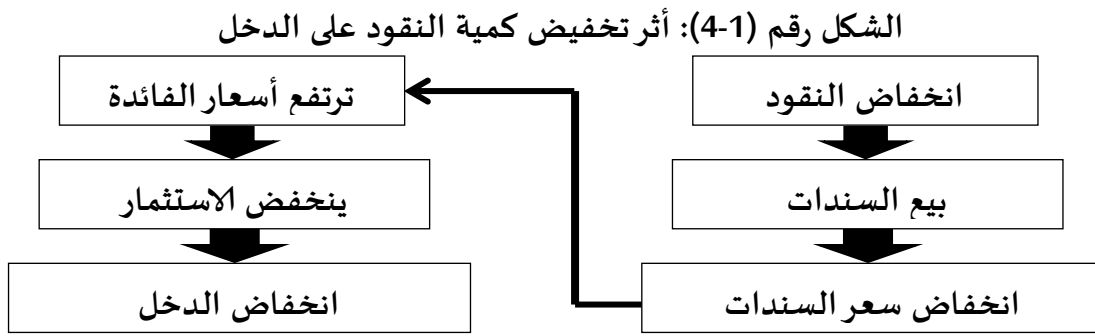 الشكل رقم (1-4): أثر تخفيض كمية النقود على الدخل
انخفاض النقود
بيع السندات
انخفاض سعر السندات
ترتفع أسعار الفائدة
ينخفض الاستثمار
انخفاض الدخل